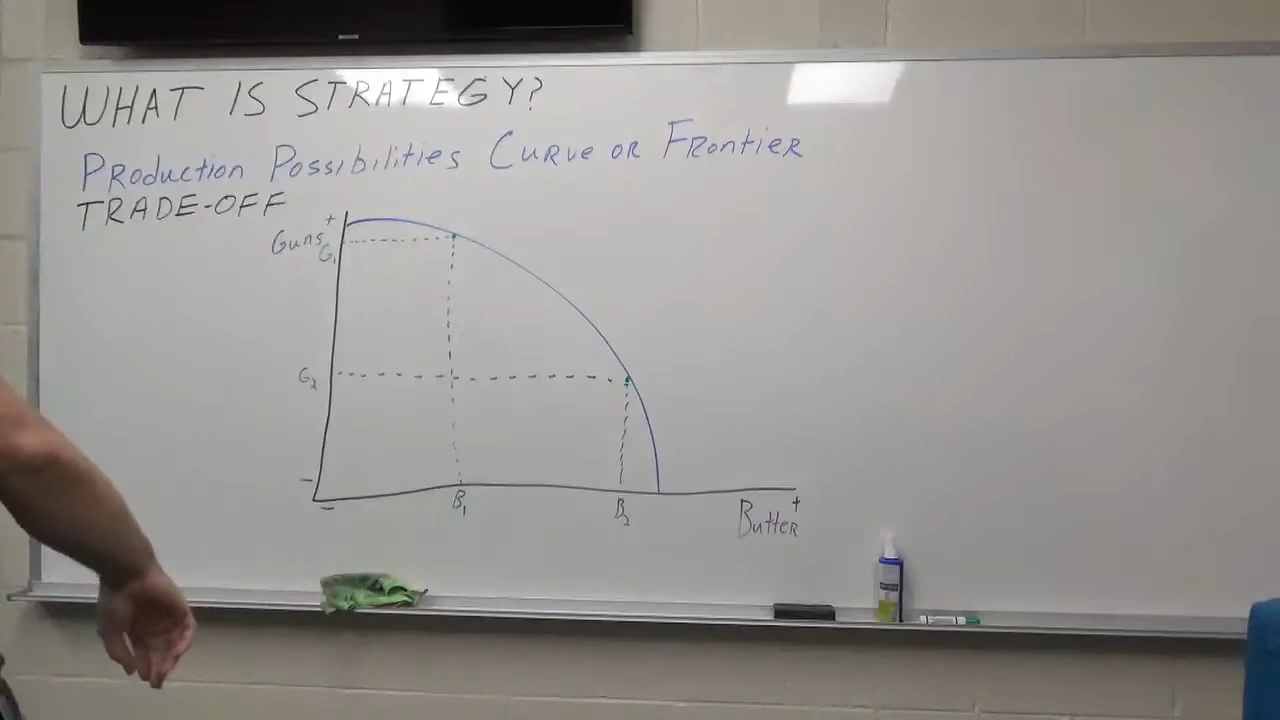 WHAT IS STRATEGY?
PRoduction Possibilities CuRve oR FRontieR
TRADE-OFF
+
Guns
G1
G2
-
-
B1
B2
ButteR
+